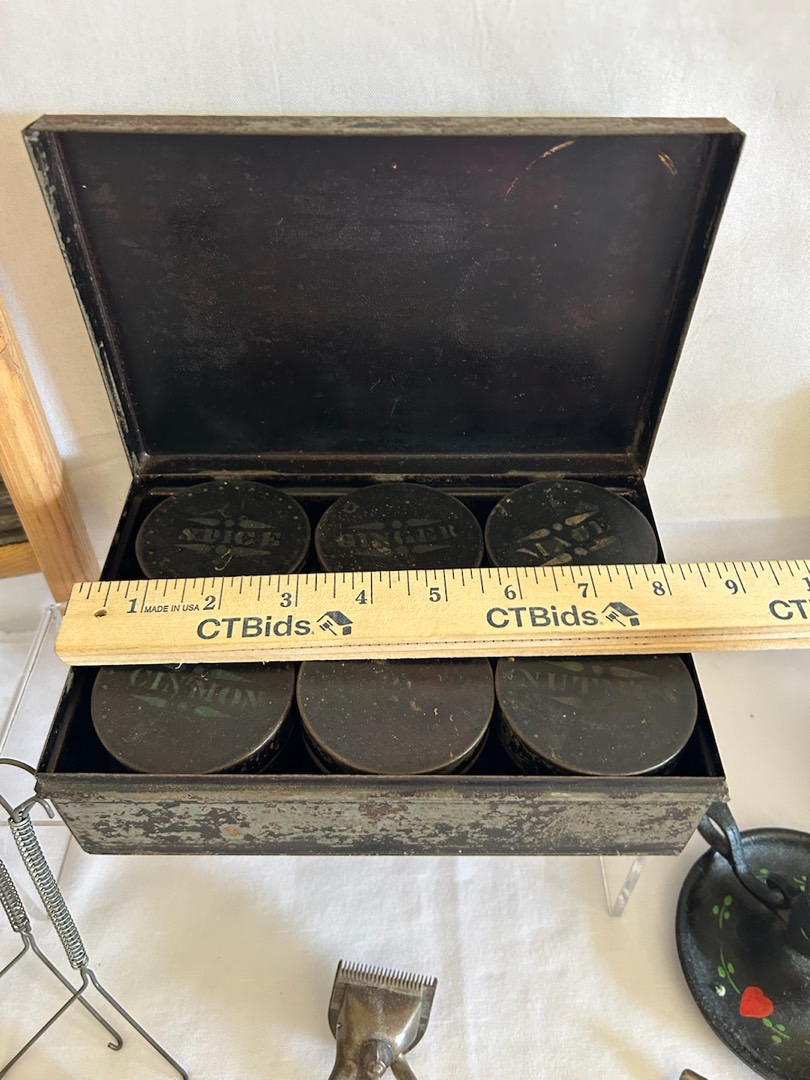 SPICE
GINGER
MACE
1 MADE IN USA 2 3 4 5 6 7 8 9 1
CTBids CTBids CT
CINMON